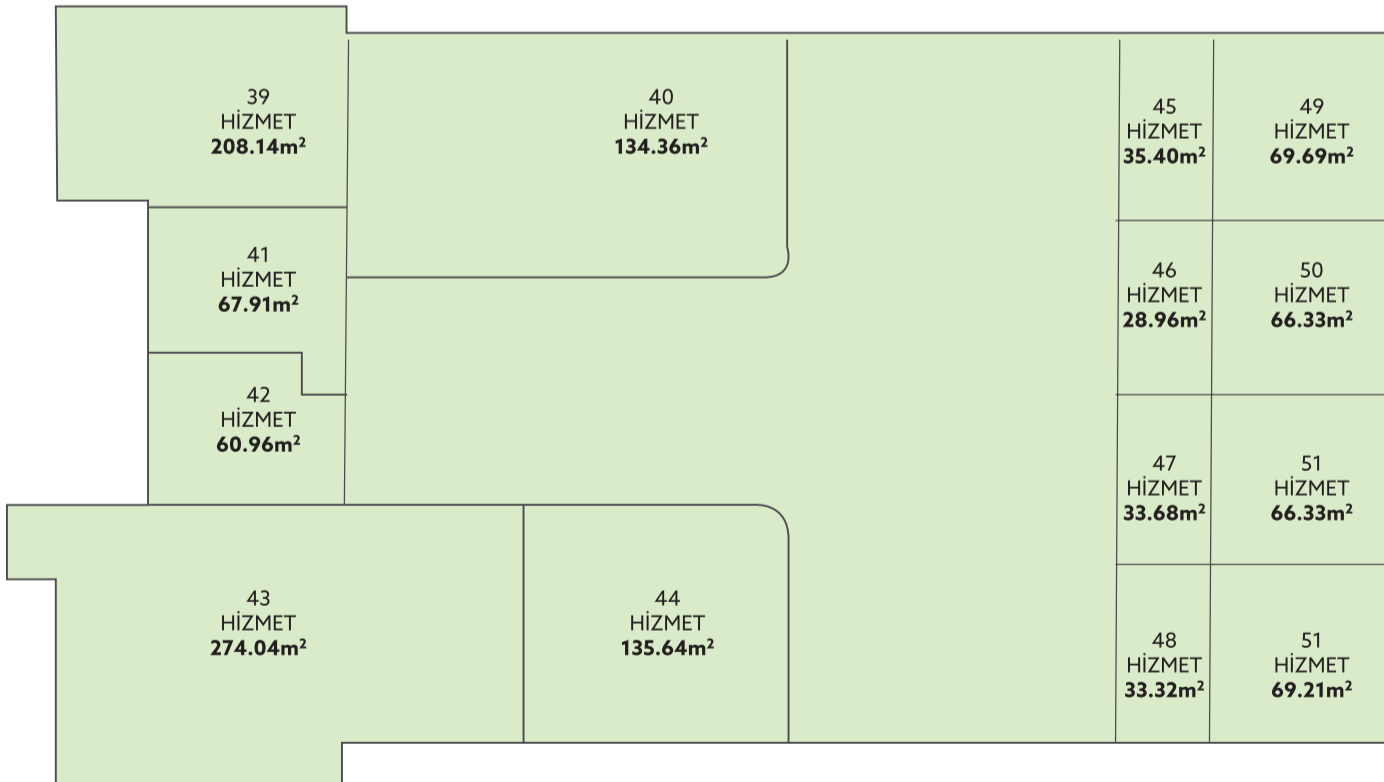 39
HİZMET
208.14m²
40
HİZMET
134.36m²
41
HİZMET
67.91m²
42
HİZMET
60.96m²
43
HİZMET
274.04m²
44
HİZMET
135.64m²
45
HİZMET
35.40m²
49
HİZMET
69.69m²
46
HİZMET
28.96m²
50
HİZMET
66.33m²
47
HİZMET
33.68m²
51
HİZMET
66.33m²
48
HİZMET
33.32m²
51
HİZMET
69.21m²